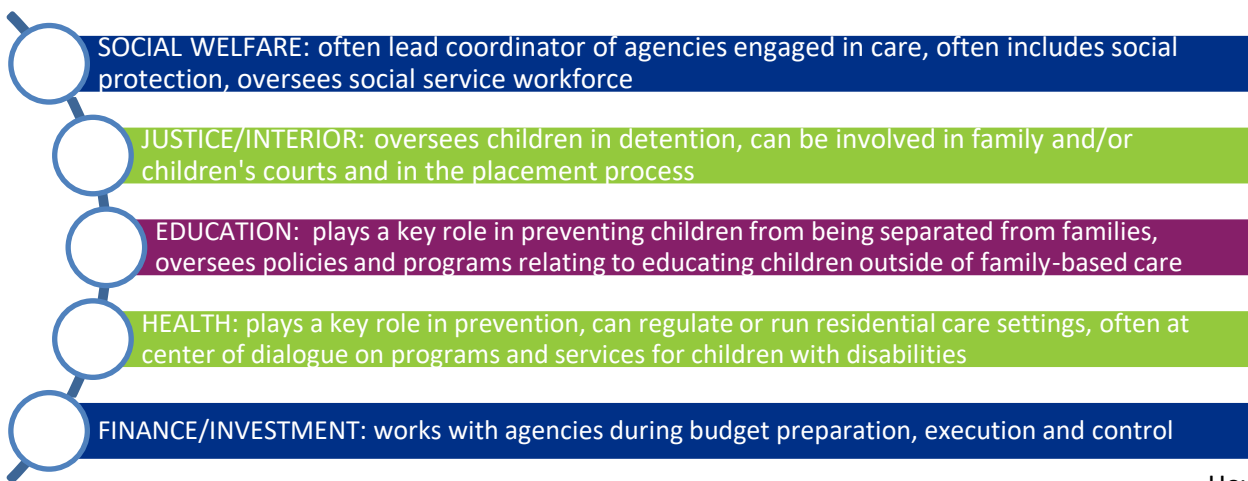 SOCIAL WELFARE: often lead coordinator of agencies engaged in care, often includes social
protection, oversees social service workforce
JUSTICE/INTERIOR: oversees children in detention, can be involved in family and/or
children's courts and in the placement process
EDUCATION: plays a key role in preventing children from being separated from families,
oversees policies and programs relating to educating children outside of family-based care
HEALTH: plays a key role in prevention, can regulate or run residential care settings, often at
center of dialogue on programs and services for children with disabilities
FINANCE/INVESTMENT: works with agencies during budget preparation, execution and control